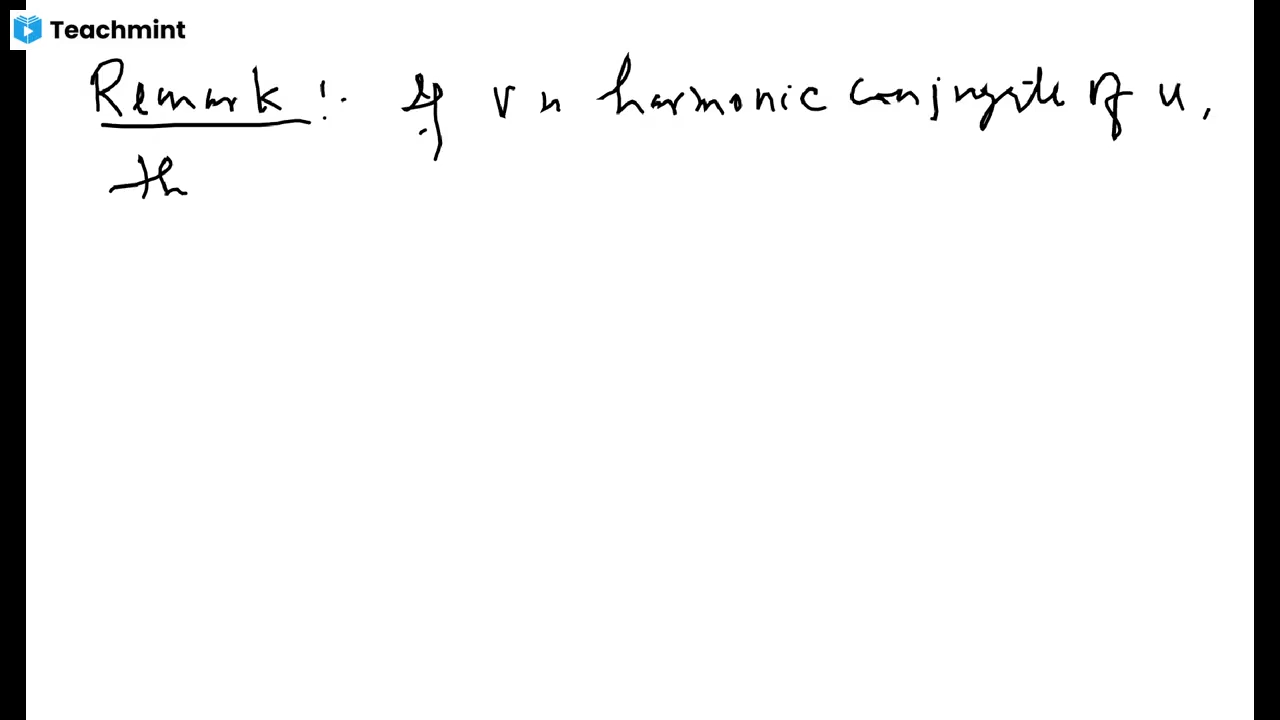 Teachmint
Remark :- If v is harmonic conjugate of u,
th